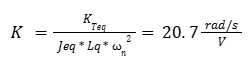 K = K_Teq / (Jeq * Lq * ω_n^2) = 20.7 rad/s / V